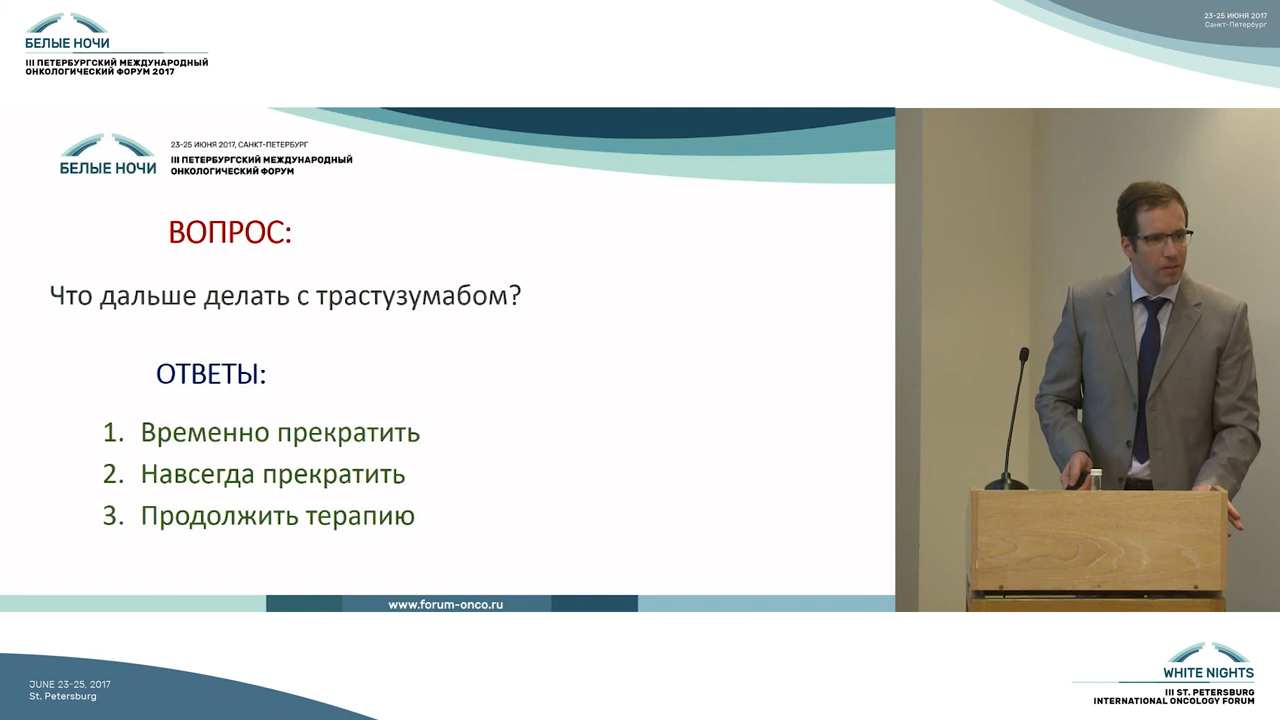 БЕЛЫЕ НОЧИ
III ПЕТЕРБУРГСКИЙ МЕЖДУНАРОДНЫЙ
ОНКОЛОГИЧЕСКИЙ ФОРУМ 2017
23-25 ИЮНЯ 2017
Санкт-Петербург
БЕЛЫЕ НОЧИ
23-25 ИЮНЯ 2017, САНКТ-ПЕТЕРБУРГ
III ПЕТЕРБУРГСКИЙ МЕЖДУНАРОДНЫЙ
ОНКОЛОГИЧЕСКИЙ ФОРУМ
ВОПРОС:
Что дальше делать с трастузумабом?
ОТВЕТЫ:
1. Временно прекратить
2. Навсегда прекратить
3. Продолжить терапию
www.forum-onco.ru
JUNE 23-25, 2017
St. Petersburg
WHITE NIGHTS
III ST. PETERSBURG
INTERNATIONAL ONCOLOGY FORUM